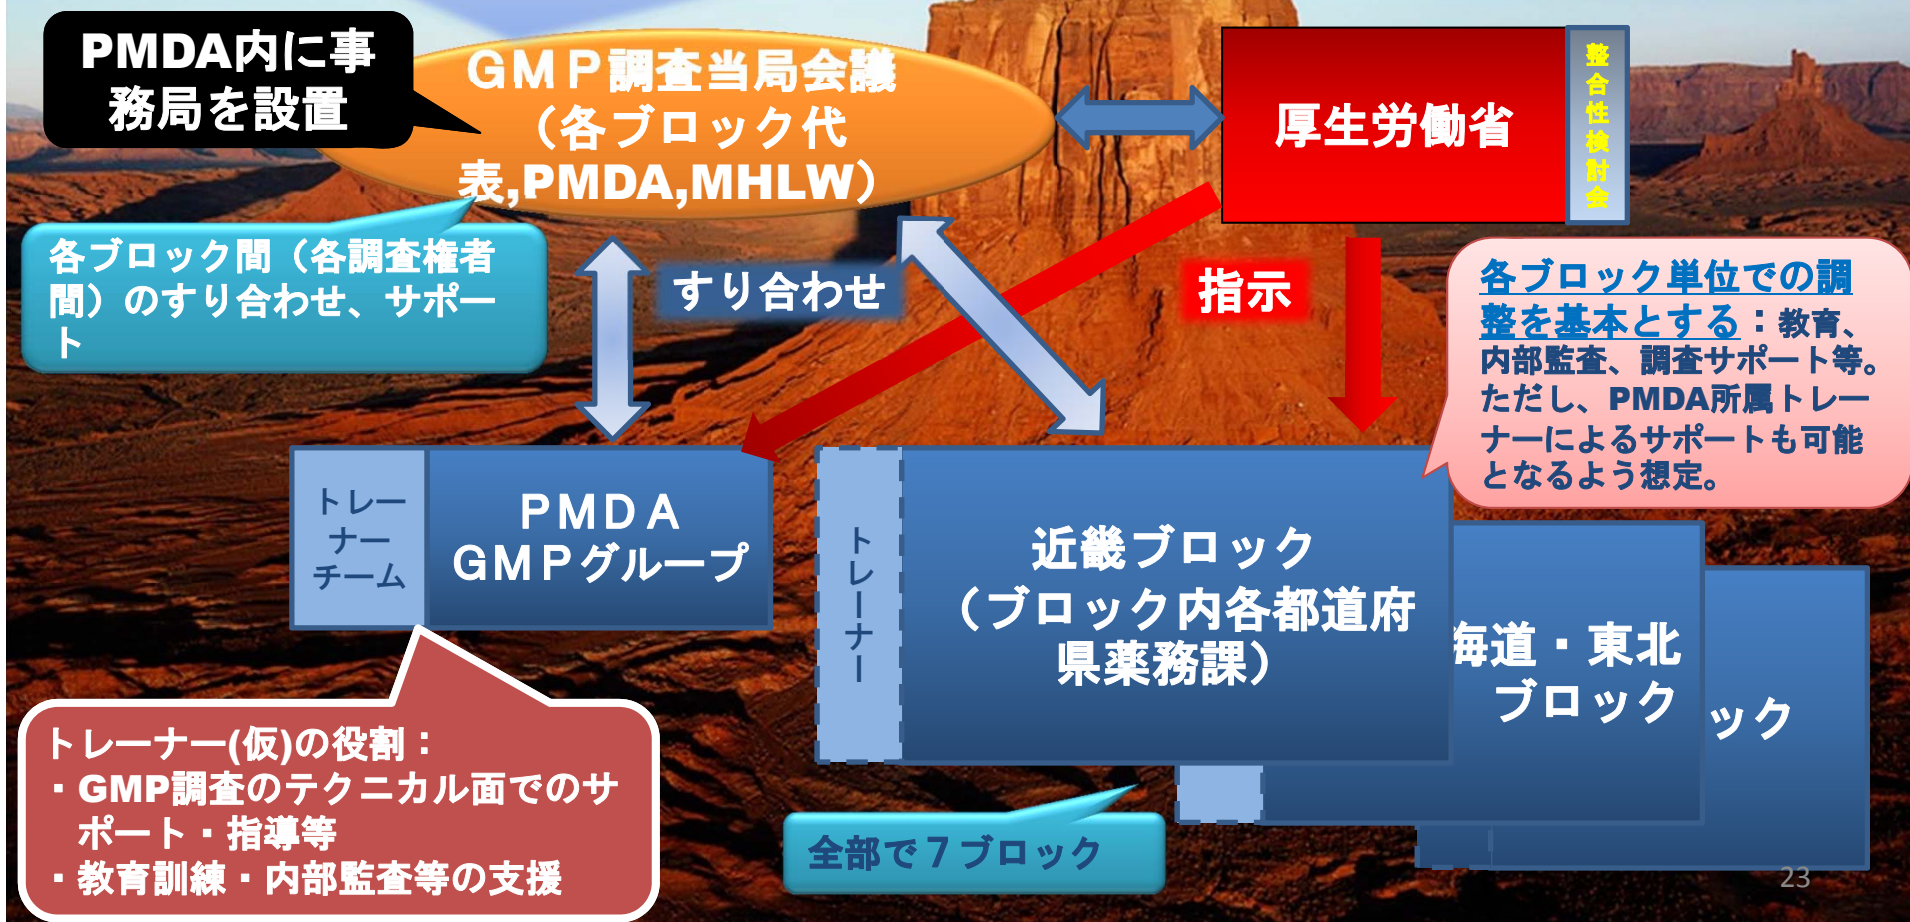 PMDA内に事
務局を設置
ＧＭＰ調査当局会議
（各ブロック代
表,PMDA,MHLW）
厚生労働省
整合性検討会
各ブロック間（各調査権者
間）のすり合わせ、サポー
ト
すり合わせ
指示
各ブロック単位での調
整を基本とする：教育、
内部監査、調査サポート等。
ただし、PMDA所属トレー
ナーによるサポートも可能
となるよう想定。
トレー
ナー
チーム
ＰＭＤＡ
ＧＭＰグループ
トレーナー
近畿ブロック
（ブロック内各都道府
県薬務課）
海道・東北
ブロック
ック
トレーナー(仮)の役割：
・GMP調査のテクニカル面でのサ
ポート・指導等
・教育訓練・内部監査等の支援
全部で７ブロック
23